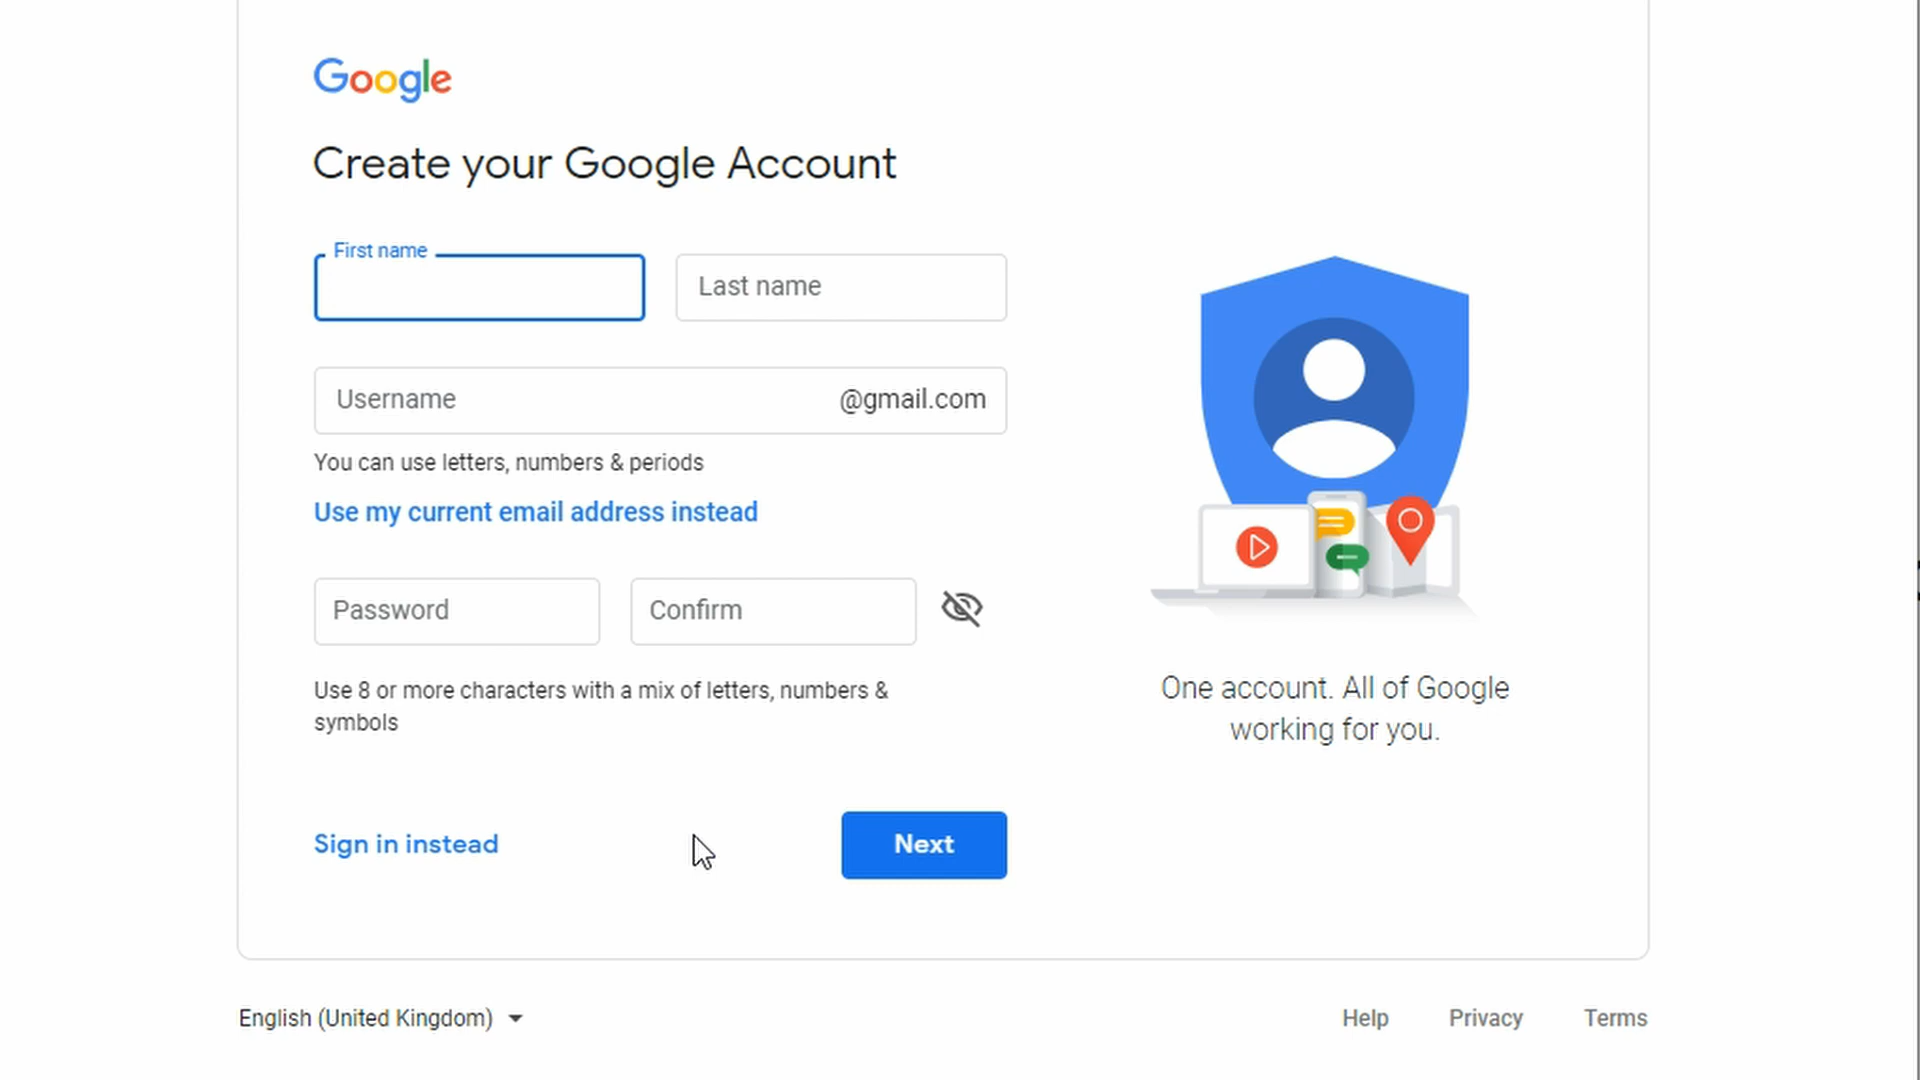 Google
Create your Google Account
First name
Last name
Username @gmail.com
You can use letters, numbers & periods
Use my current email address instead
Password
Confirm
Use 8 or more characters with a mix of letters, numbers &
symbols
Sign in instead
Next
One account. All of Google
working for you.
English (United Kingdom)
Help
Privacy
Terms